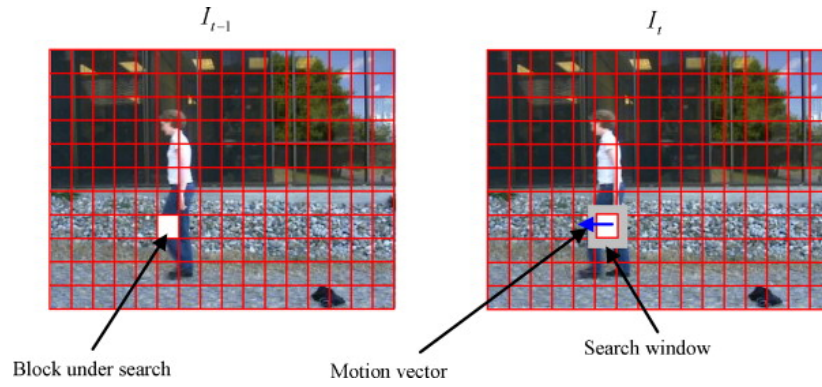 I_{t-1}
I_t
Block under search
Motion vector
Search window